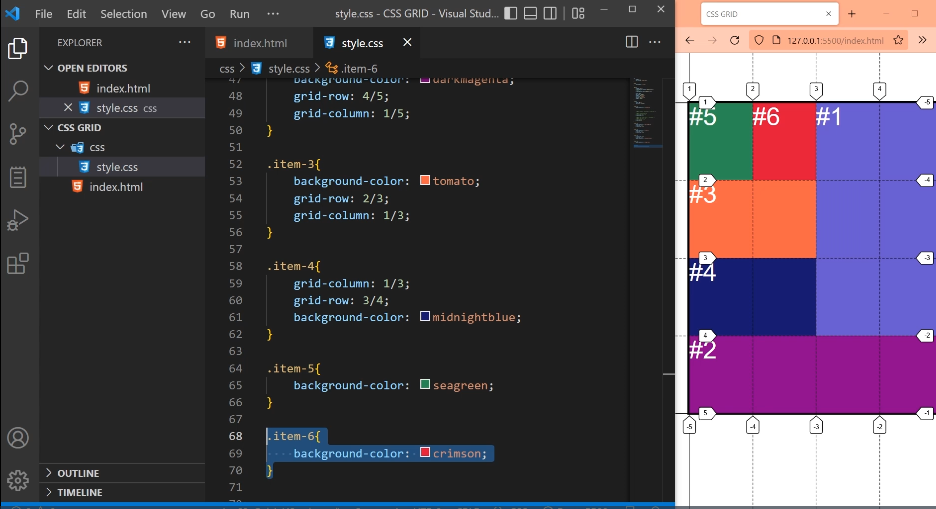 File Edit Selection View Go Run ··· style.css - CSS GRID - Visual Stud...
CSS GRID
EXPLORER ···
index.html
style.css
127.0.0.1:5500/index.html
OPEN EDITORS
index.html
style.css css
CSS GRID
css
style.css
index.html
OUTLINE
TIMELINE
css > style.css > .item-6
47 background-color: darkmagenta;
48 grid-row: 4/5;
49 grid-column: 1/5;
50 }
51
52 .item-3{
53 background-color: tomato;
54 grid-row: 2/3;
55 grid-column: 1/3;
56 }
57
58 .item-4{
59 grid-column: 1/3;
60 grid-row: 3/4;
61 background-color: midnightblue;
62 }
63
64 .item-5{
65 background-color: seagreen;
66 }
67
68 .item-6{
69 background-color: crimson;
70 }
71
1 2 3 4
1 -5
#5 #6 #1
2 -4
#3
3 -3
#4
4 -2
#2
5 -1
-5 -4 -3 -2